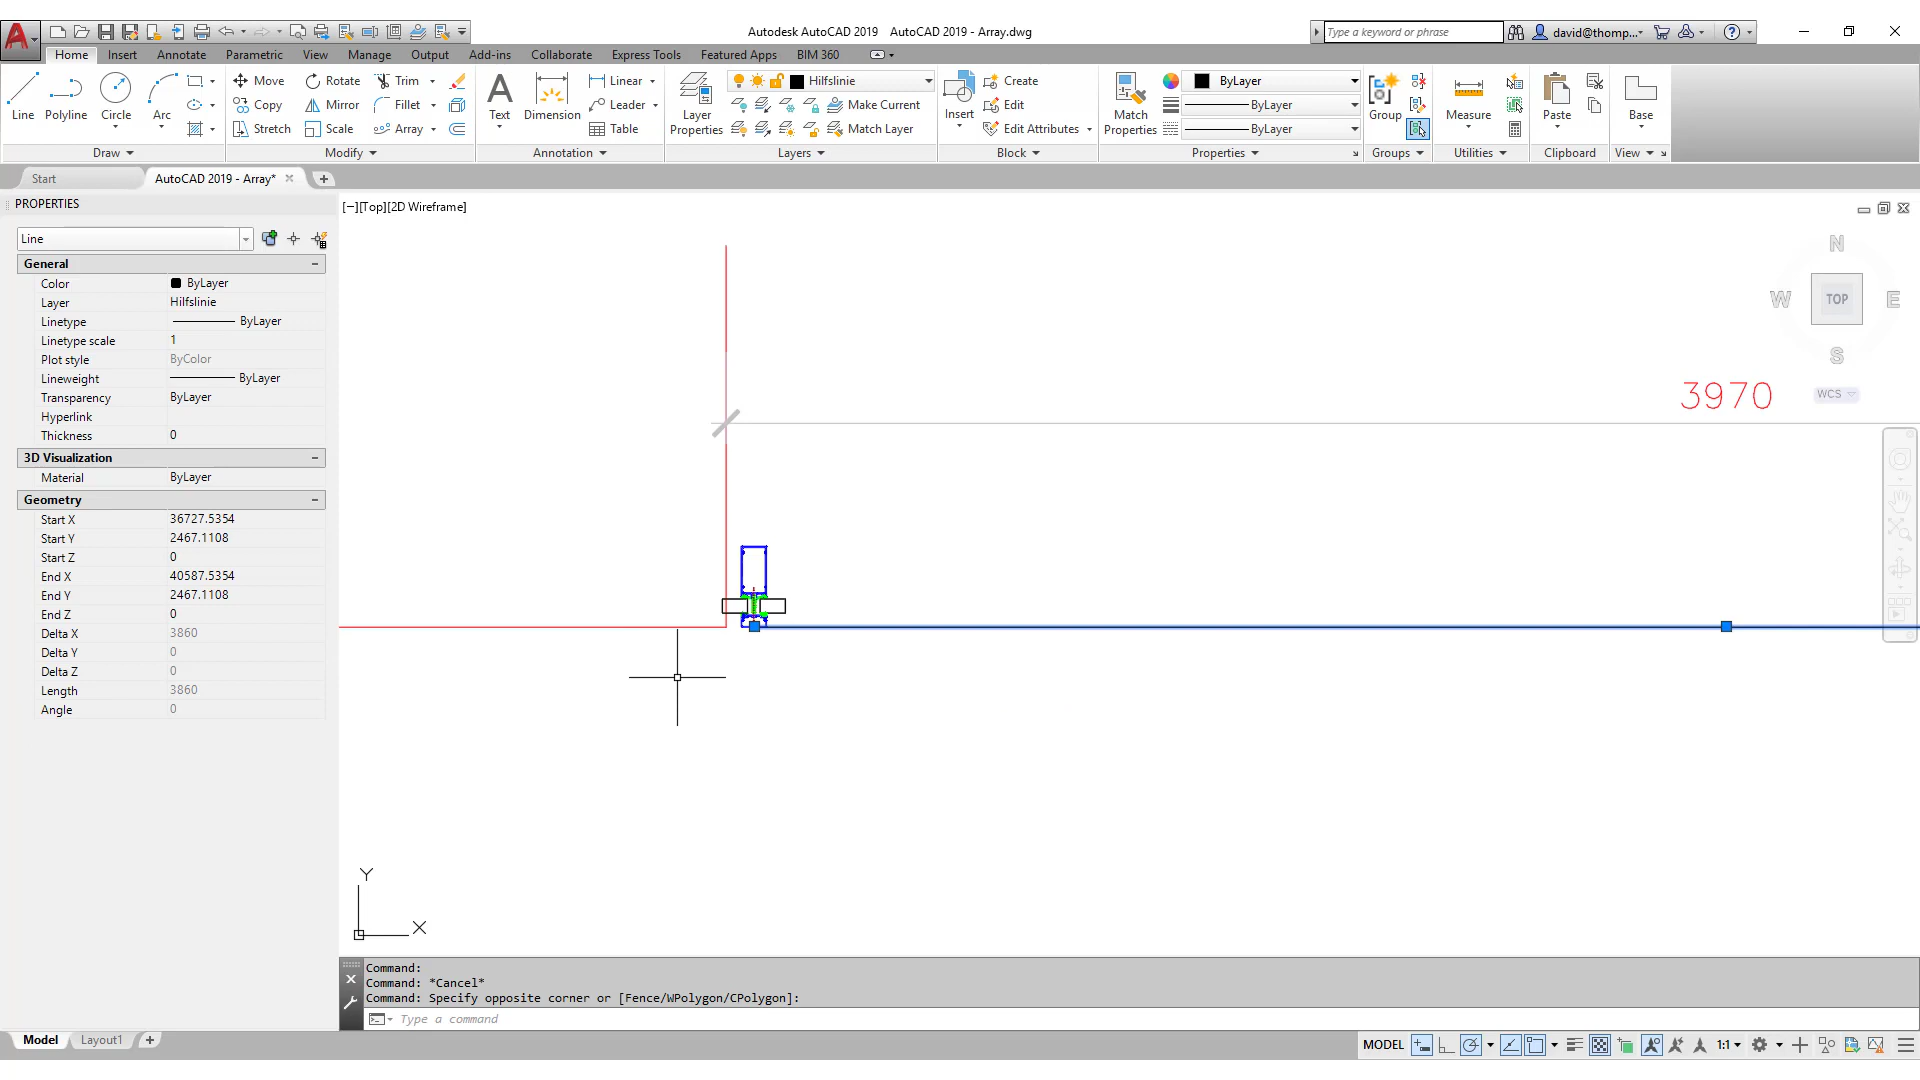 Autodesk AutoCAD 2019   AutoCAD 2019 - Array.dwg
Type a keyword or phrase
david@thomp...
Home Insert Annotate Parametric View Manage Output Add-ins Collaborate Express Tools Featured Apps BIM 360
Line Polyline Circle Arc
Move Rotate Trim
Copy Mirror Fillet
Stretch Scale Array
Text Dimension
Linear
Leader
Table
Layer Properties
Hilfslinie
Make Current
Match Layer
Insert
Create
Edit
Edit Attributes
Match Properties
ByLayer
ByLayer
ByLayer
Group Measure Paste Base
Draw Modify Annotation Layers Block Properties Groups Utilities Clipboard View
Start AutoCAD 2019 - Array*
PROPERTIES
[−][Top][2D Wireframe]
Line
General
Color ByLayer
Layer Hilfslinie
Linetype ByLayer
Linetype scale 1
Plot style ByColor
Lineweight ByLayer
Transparency ByLayer
Hyperlink
Thickness 0
3D Visualization
Material ByLayer
Geometry
Start X 36727.5354
Start Y 2467.1108
Start Z 0
End X 40587.5354
End Y 2467.1108
End Z 0
Delta X 3860
Delta Y 0
Delta Z 0
Length 3860
Angle 0
N
W TOP E
S
WCS
3970
Y
X
Command:
Command: *Cancel*
Command: Specify opposite corner or [Fence/WPolygon/CPolygon]:
Type a command
Model Layout1
MODEL 1:1